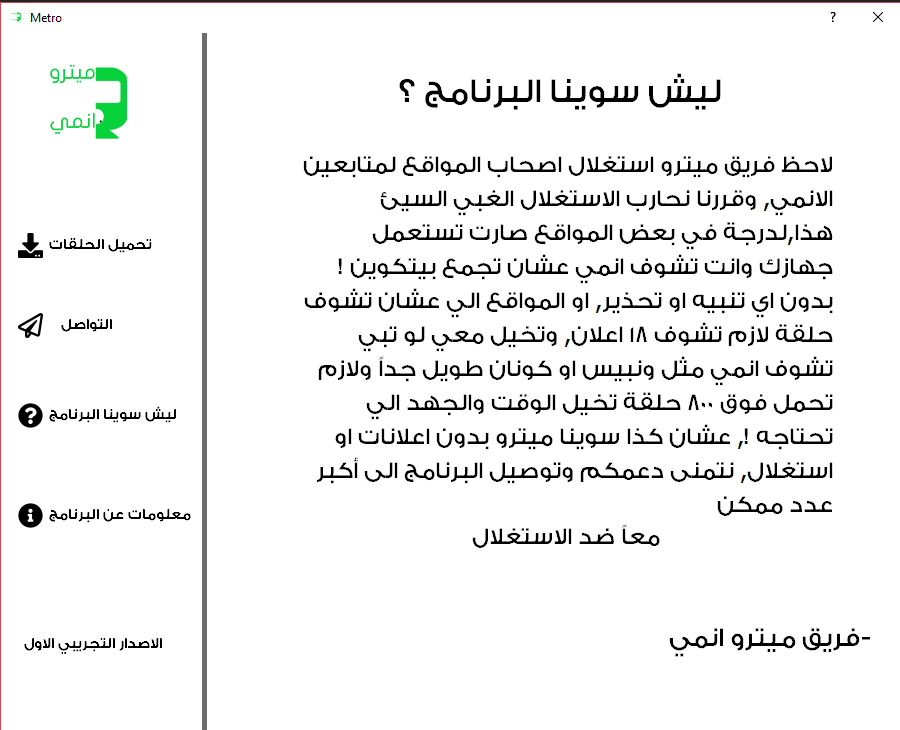 Metro
?
ميترو
انمي
تحميل الحلقات
التواصل
ليش سوينا البرنامج
معلومات عن البرنامج
الاصدار التجريبي الاول
ليش سوينا البرنامج ؟
لاحظ فريق ميترو استغلال اصحاب المواقع لمتابعين
الانمي, وقررنا نحارب الاستغلال الغبي السيئ
هذا,لدرجة في بعض المواقع صارت تستعمل
جهازك وانت تشوف انمي عشان تجمع بيتكوين !
بدون اي تنبيه او تحذير, او المواقع الي عشان تشوف
حلقة لازم تشوف ١٨ اعلان, وتخيل معي لو تبي
تشوف انمي مثل ونبيس او كونان طويل جداً ولازم
تحمل فوق ٨٠٠ حلقة تخيل الوقت والجهد الي
تحتاجه !, عشان كذا سوينا ميترو بدون اعلانات او
استغلال, نتمنى دعمكم وتوصيل البرنامج الى أكبر
عدد ممكن
معاً ضد الاستغلال
-فريق ميترو انمي